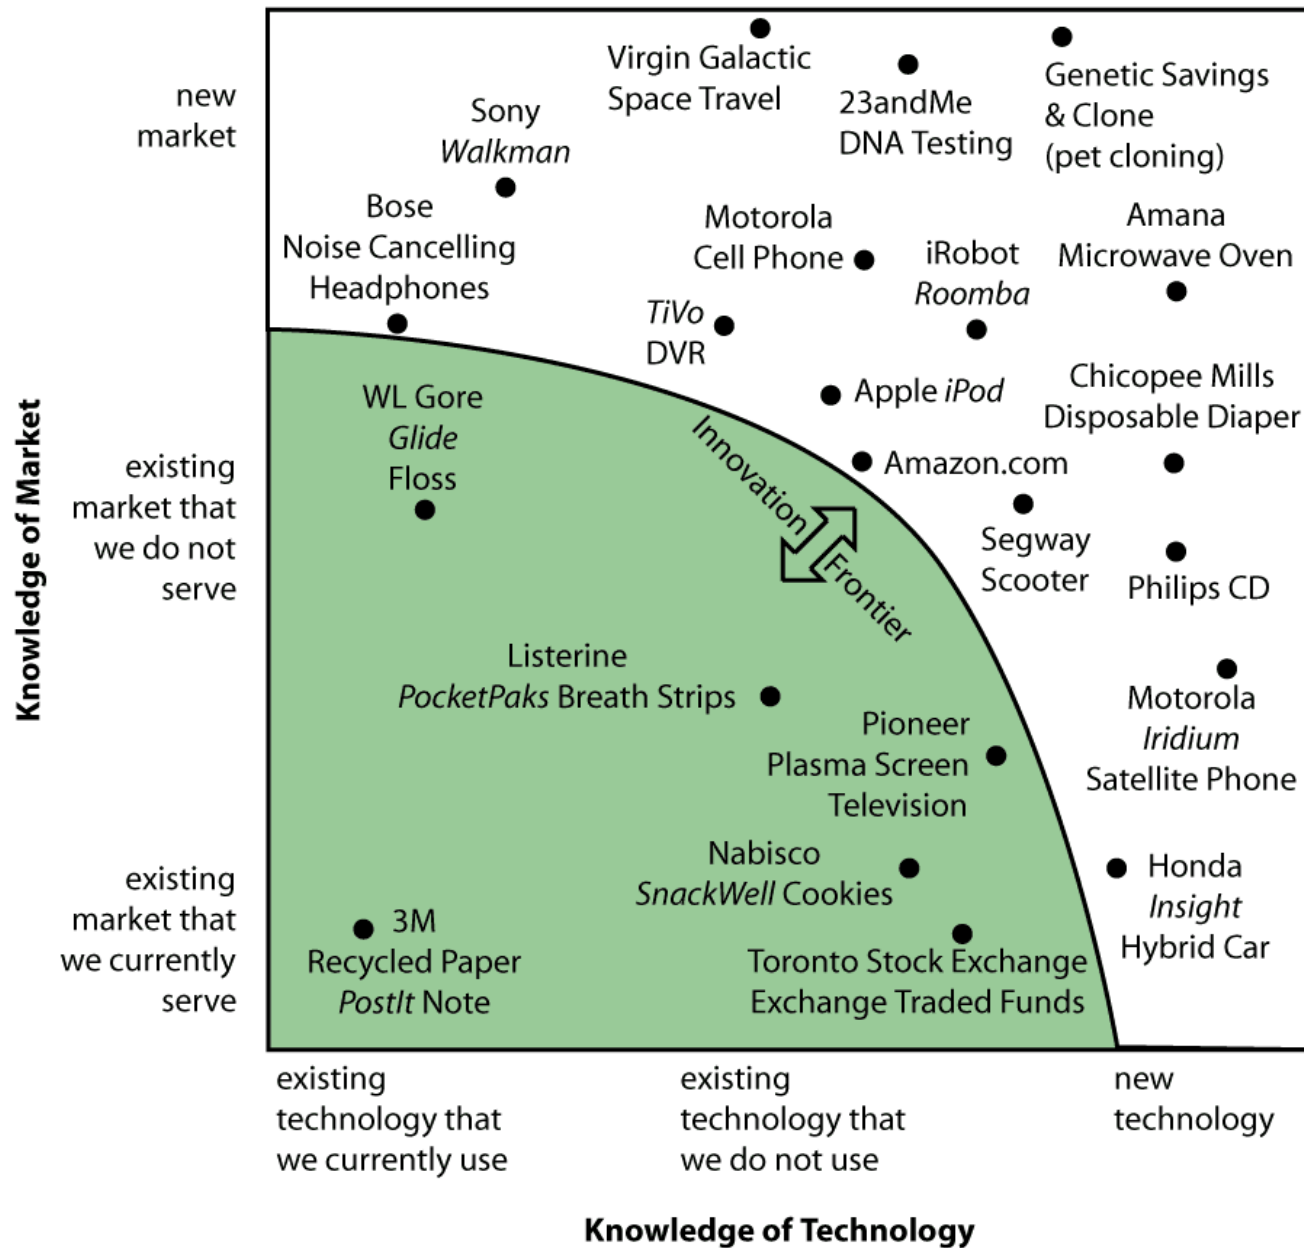 Virgin Galactic
Space Travel
23andMe
DNA Testing
Genetic Savings
& Clone
(pet cloning)
new
market
Sony
Walkman
Bose
Noise Cancelling
Headphones
Motorola
Cell Phone
iRobot
Roomba
Amana
Microwave Oven
TiVo
DVR
Apple iPod
Chicopee Mills
Disposable Diaper
WL Gore
Glide
Floss
Innovation
Frontier
Amazon.com
Segway
Scooter
Philips CD
Knowledge of Market
existing
market that
we do not
serve
Listerine
PocketPaks Breath Strips
Pioneer
Plasma Screen
Television
Motorola
Iridium
Satellite Phone
Nabisco
SnackWell Cookies
Honda
Insight
Hybrid Car
existing
market that
we currently
serve
3M
Recycled Paper
PostIt Note
Toronto Stock Exchange
Exchange Traded Funds
existing
technology that
we currently use
existing
technology that
we do not use
new
technology
Knowledge of Technology